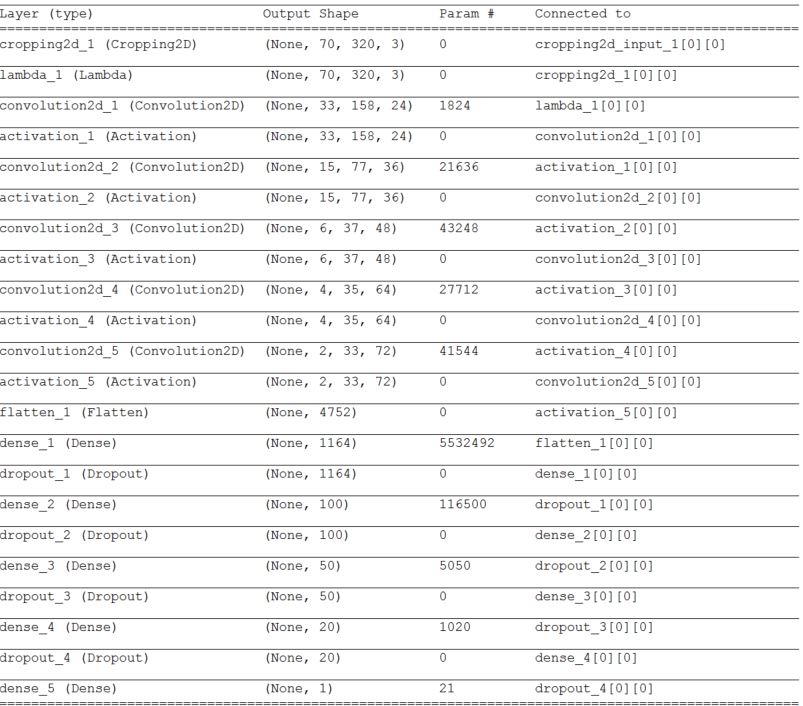 Layer (type) Output Shape Param # Connected to
====================================================================================================
cropping2d_1 (Cropping2D) (None, 70, 320, 3) 0 cropping2d_input_1[0][0]
lambda_1 (Lambda) (None, 70, 320, 3) 0 cropping2d_1[0][0]
convolution2d_1 (Convolution2D) (None, 33, 158, 24) 1824 lambda_1[0][0]
activation_1 (Activation) (None, 33, 158, 24) 0 convolution2d_1[0][0]
convolution2d_2 (Convolution2D) (None, 15, 77, 36) 21636 activation_1[0][0]
activation_2 (Activation) (None, 15, 77, 36) 0 convolution2d_2[0][0]
convolution2d_3 (Convolution2D) (None, 6, 37, 48) 43248 activation_2[0][0]
activation_3 (Activation) (None, 6, 37, 48) 0 convolution2d_3[0][0]
convolution2d_4 (Convolution2D) (None, 4, 35, 64) 27712 activation_3[0][0]
activation_4 (Activation) (None, 4, 35, 64) 0 convolution2d_4[0][0]
convolution2d_5 (Convolution2D) (None, 2, 33, 72) 41544 activation_4[0][0]
activation_5 (Activation) (None, 2, 33, 72) 0 convolution2d_5[0][0]
flatten_1 (Flatten) (None, 4752) 0 activation_5[0][0]
dense_1 (Dense) (None, 1164) 5532492 flatten_1[0][0]
dropout_1 (Dropout) (None, 1164) 0 dense_1[0][0]
dense_2 (Dense) (None, 100) 116500 dropout_1[0][0]
dropout_2 (Dropout) (None, 100) 0 dense_2[0][0]
dense_3 (Dense) (None, 50) 5050 dropout_2[0][0]
dropout_3 (Dropout) (None, 50) 0 dense_3[0][0]
dense_4 (Dense) (None, 20) 1020 dropout_3[0][0]
dropout_4 (Dropout) (None, 20) 0 dense_4[0][0]
dense_5 (Dense) (None, 1) 21 dropout_4[0][0]
====================================================================================================